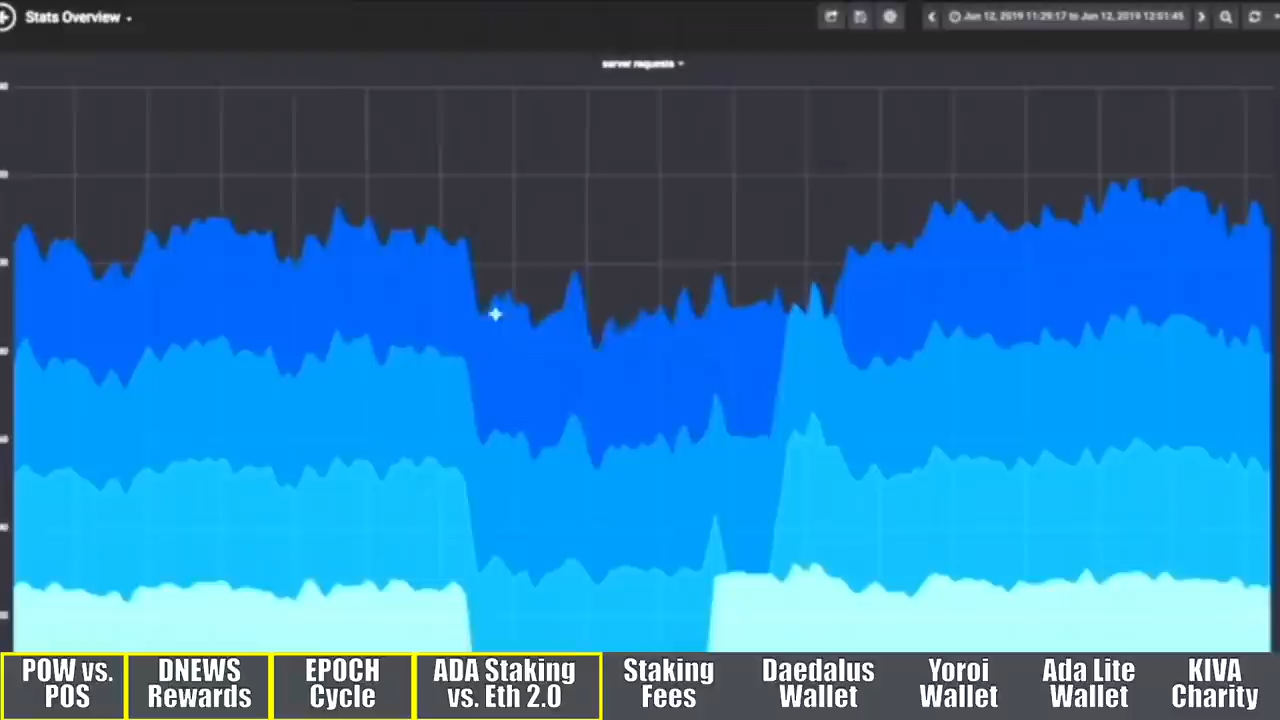 Stats Overview
Jun 12, 2019 11:29:17 to Jun 12, 2019 12:01:45
server requests
POW vs.
POS
DNEWS
Rewards
EPOCH
Cycle
ADA Staking
vs. Eth 2.0
Staking
Fees
Daedalus
Wallet
Yoroi
Wallet
Ada Lite
Wallet
KIVA
Charity